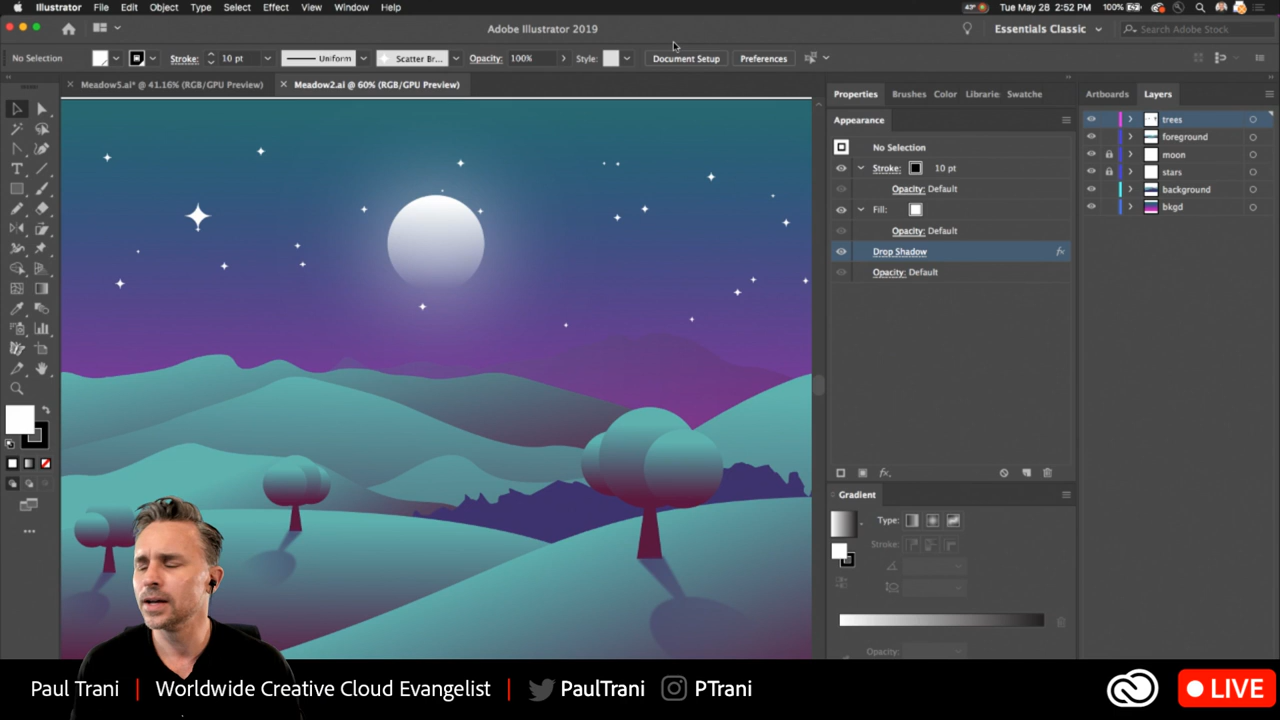 Illustrator File Edit Object Type Select Effect View Window Help
43° Tue May 28 2:52 PM 100%
Adobe Illustrator 2019
Essentials Classic
Search Adobe Stock
No Selection Stroke: 10 pt Uniform Scatter Br... Opacity: 100% Style: Document Setup Preferences
× Meadow5.ai* @ 41.16% (RGB/GPU Preview) × Meadow2.ai @ 60% (RGB/GPU Preview)
Properties Brushes Color Librarie Swatche
Artboards Layers
Appearance
No Selection
Stroke: 10 pt
Opacity: Default
Fill:
Opacity: Default
Drop Shadow fx
Opacity: Default
trees
foreground
moon
stars
background
bkgd
fx
Gradient
Type:
Stroke:
Opacity:
Paul Trani | Worldwide Creative Cloud Evangelist | PaulTrani PTrani
LIVE